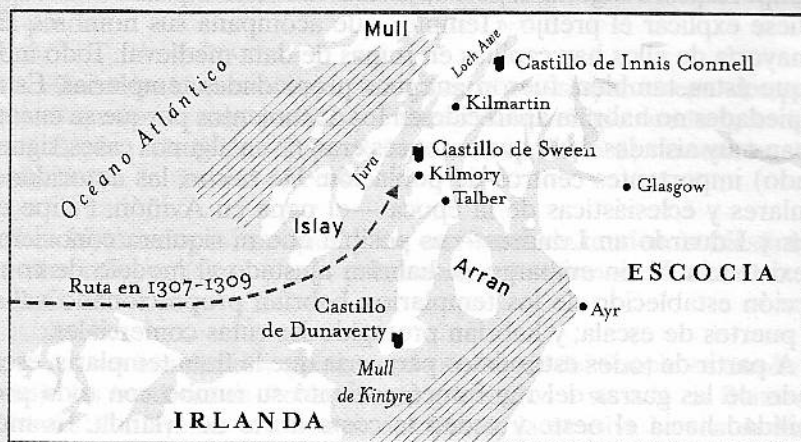 Mull
Loch Awe
Castillo de Innis Connell
Océano Atlántico
Kilmartin
Castillo de Sween
Jura
Kilmory
Glasgow
Talber
Islay
Arran
ESCOCIA
Ruta en 1307-1309
Castillo
de Dunaverty
Ayr
Mull
de Kintyre
IRLANDA